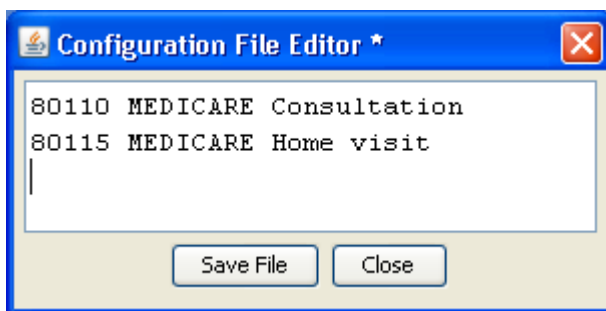 Configuration File Editor *
80110 MEDICARE Consultation
80115 MEDICARE Home visit
Save File Close